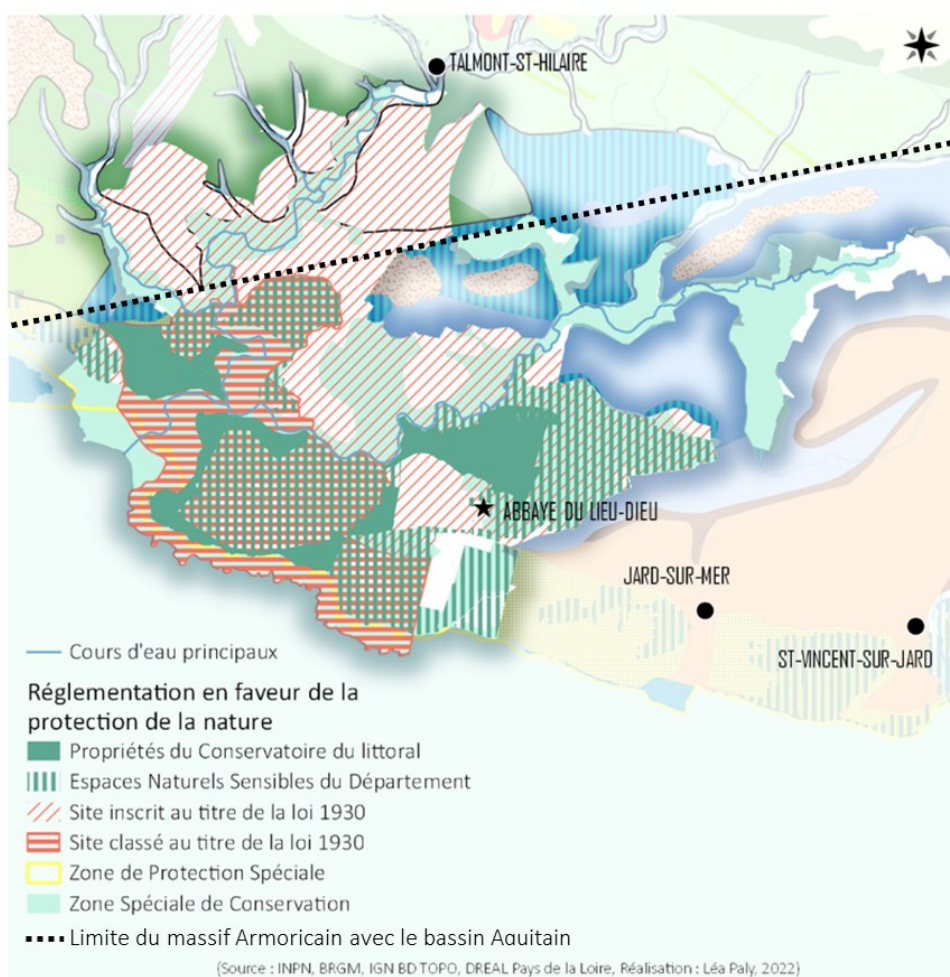 TALMONT-ST-HILAIRE
ABBAYE DU LIEU-DIEU
JARD-SUR-MER
ST-VINCENT-SUR-JARD
Cours d'eau principaux
Réglementation en faveur de la
protection de la nature
Propriétés du Conservatoire du littoral
Espaces Naturels Sensibles du Département
Site inscrit au titre de la loi 1930
Site classé au titre de la loi 1930
Zone de Protection Spéciale
Zone Spéciale de Conservation
Limite du massif Armoricain avec le bassin Aquitain
(Source : INPN, BRGM, IGN BD TOPO, DREAL Pays de la Loire, Réalisation : Léa Paly, 2022)